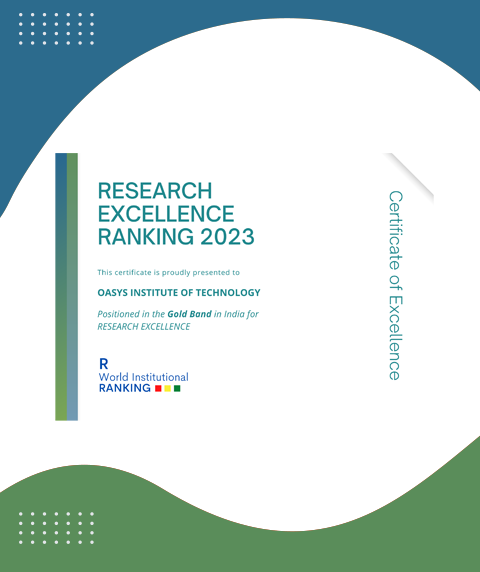 RESEARCH
EXCELLENCE
RANKING 2023
This certificate is proudly presented to
OASYS INSTITUTE OF TECHNOLOGY
Positioned in the Gold Band in India for
RESEARCH EXCELLENCE
R
World Institutional
RANKING
Certificate of Excellence